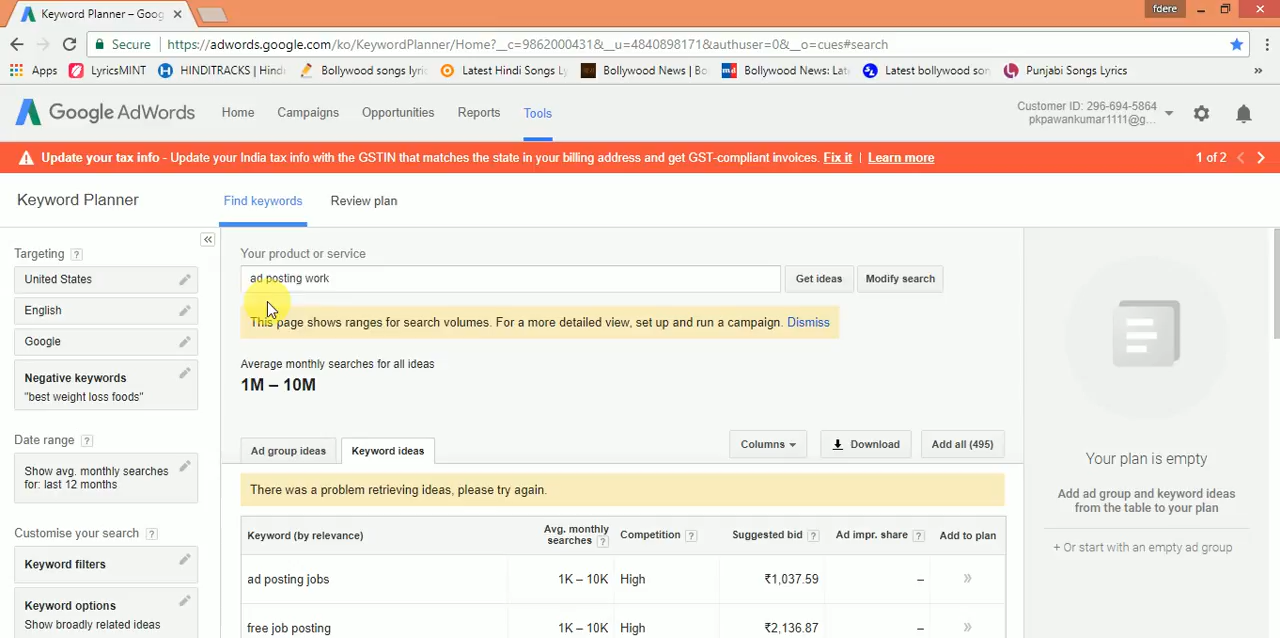 Keyword Planner – Goog
fdere
Secure
https://adwords.google.com/ko/KeywordPlanner/Home?__c=9862000431&__u=4840898171&authuser=0&__o=cues#search
Apps
LyricsMINT
HINDITRACKS | Hind
Bollywood songs lyri
Latest Hindi Songs L
Bollywood News | Bo
Bollywood News: Lat
Latest bollywood son
Punjabi Songs Lyrics
»
Google AdWords
Home
Campaigns
Opportunities
Reports
Tools
Customer ID: 296-694-5864
pkpawankumar1111@g...
Update your tax info - Update your India tax info with the GSTIN that matches the state in your billing address and get GST-compliant invoices. Fix it | Learn more
1 of 2
Keyword Planner
Find keywords
Review plan
Targeting ?
United States
English
Google
Negative keywords
"best weight loss foods"
Date range ?
Show avg. monthly searches
for: last 12 months
Customise your search ?
Keyword filters
Keyword options
Show broadly related ideas
«
Your product or service
ad posting work
Get ideas
Modify search
This page shows ranges for search volumes. For a more detailed view, set up and run a campaign. Dismiss
Average monthly searches for all ideas
1M – 10M
Ad group ideas
Keyword ideas
Columns
Download
Add all (495)
There was a problem retrieving ideas, please try again.
Keyword (by relevance)
Avg. monthly
searches ?
Competition ?
Suggested bid ?
Ad impr. share ?
Add to plan
ad posting jobs
1K – 10K
High
₹1,037.59
–
»
free job posting
1K – 10K
High
₹2,136.87
–
»
Your plan is empty
Add ad group and keyword ideas
from the table to your plan
+ Or start with an empty ad group